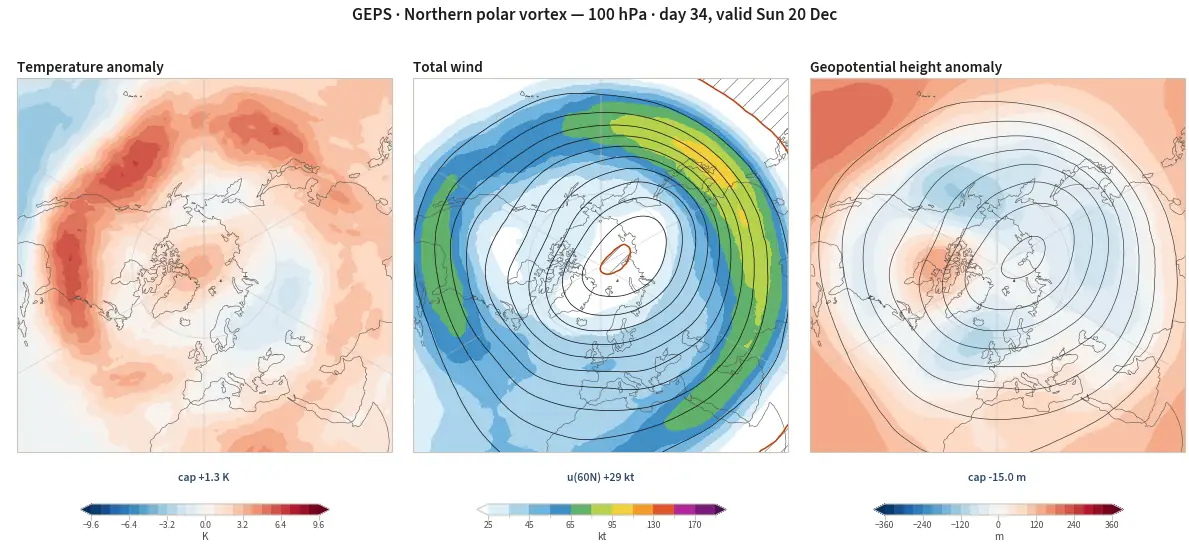 GEPS · Northern polar vortex — 100 hPa · day 34, valid Sun 20 Dec
Temperature anomaly
Total wind
Geopotential height anomaly
cap +1.3 K
u(60N) +29 kt
cap -15.0 m
−9.6 −6.4 −3.2 0.0 3.2 6.4 9.6
K
25 45 65 95 130 170
kt
−360 −240 −120 0 120 240 360
m